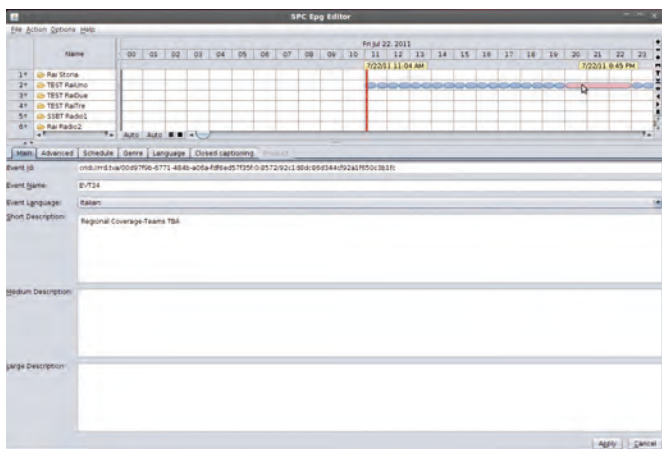 SPC Epg Editor
File Action Options Help
Fri Jul 22, 2011
Name
00 01 02 03 04 05 06 07 08 09 10 11 12 13 14 15 16 17 18 19 20 21 22 23
7/22/11 11:04 AM 7/22/11 9:45 PM
1 Rai Storia
2 TEST RaiUno
3 TEST RaiDue
4 TEST RaiTre
5 SSBT Radio1
6 Rai Radio2
Auto Auto
Main Advanced Schedule Genre Language Closed captioning Product
Event Id:
Event Name: EVT24
Event Language: Italian
Short Description: Regional Coverage-Teams TBA
Medium Description:
Large Description:
Apply Cancel